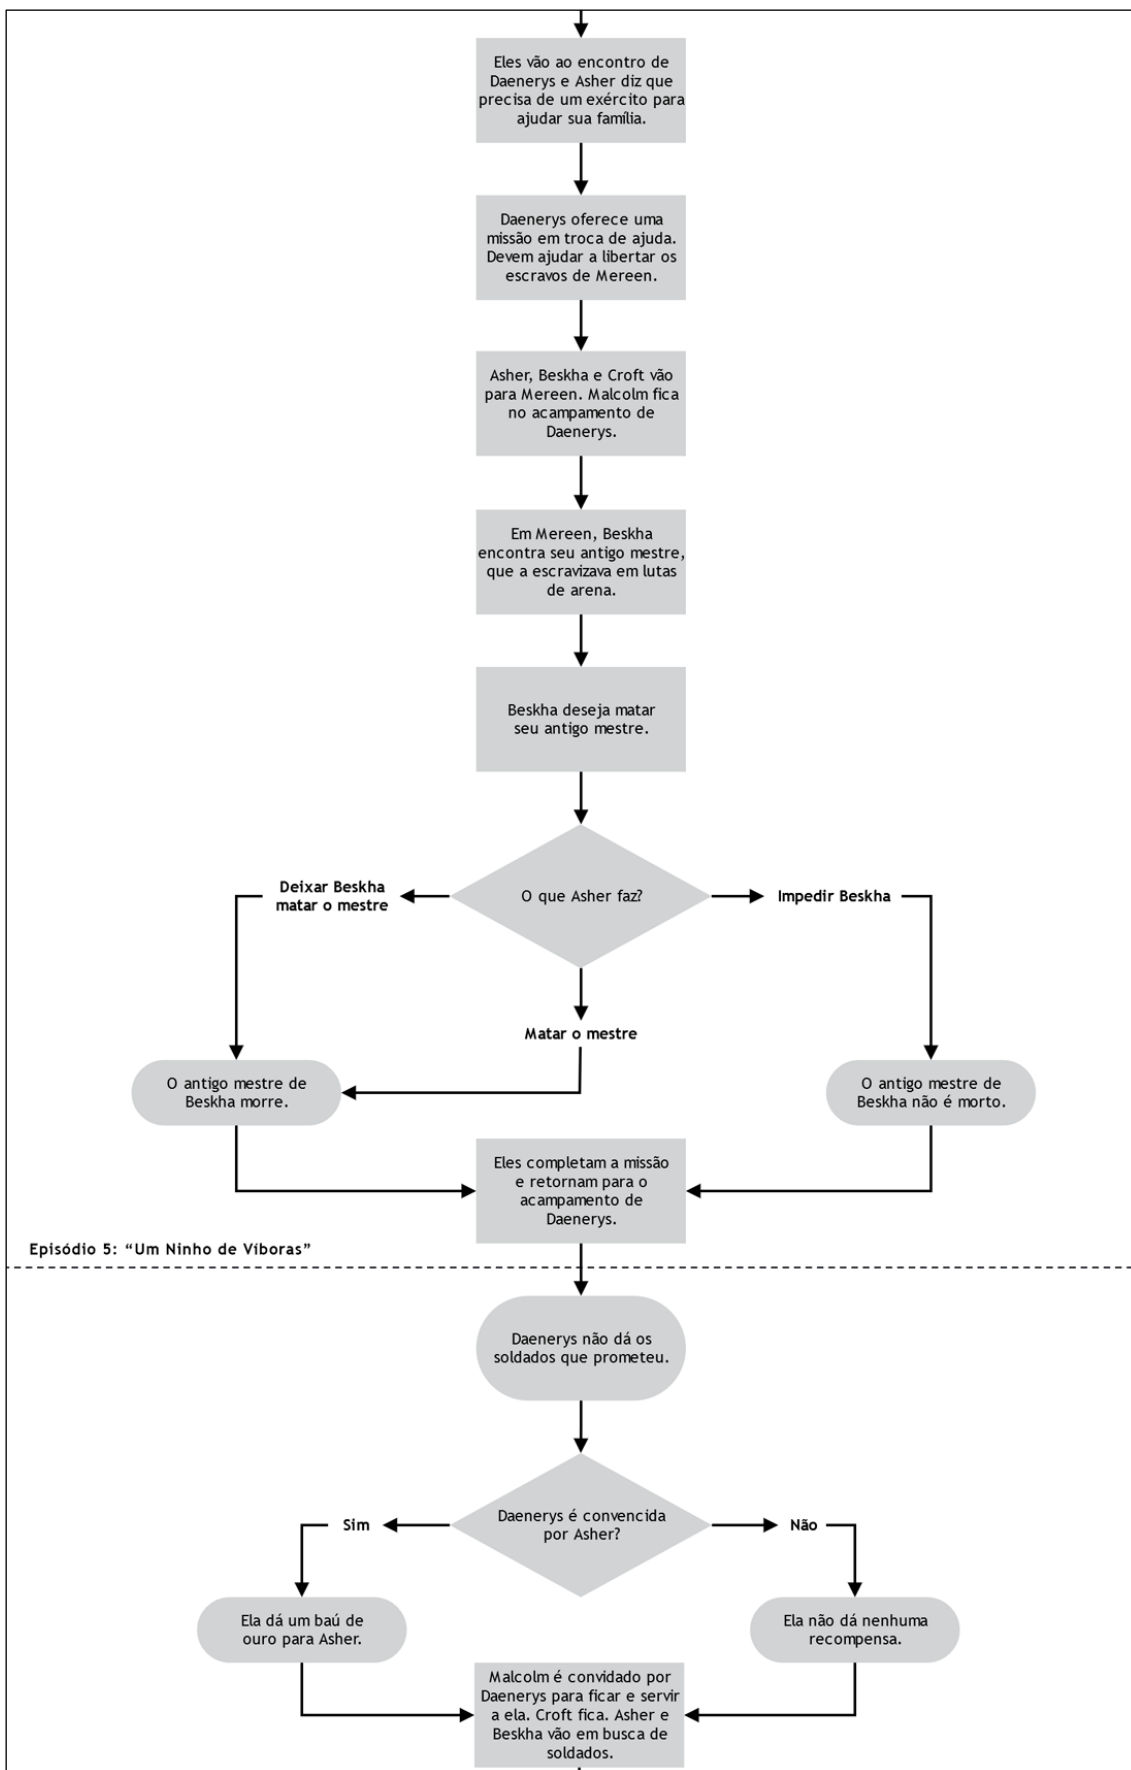 Eles vão ao encontro de
Daenerys e Asher diz que
precisa de um exército para
ajudar sua família.
Daenerys oferece uma
missão em troca de ajuda.
Devem ajudar a libertar os
escravos de Mereen.
Asher, Beskha e Croft vão
para Mereen. Malcolm fica
no acampamento de
Daenerys.
Em Mereen, Beskha
encontra seu antigo mestre,
que a escravizava em lutas
de arena.
Beskha deseja matar
seu antigo mestre.
O que Asher faz?
Deixar Beskha
matar o mestre
Impedir Beskha
Matar o mestre
O antigo mestre de
Beskha morre.
O antigo mestre de
Beskha não é morto.
Eles completam a missão
e retornam para o
acampamento de
Daenerys.
Episódio 5: “Um Ninho de Víboras”
Daenerys não dá os
soldados que prometeu.
Daenerys é convencida
por Asher?
Sim
Não
Ela dá um baú de
ouro para Asher.
Ela não dá nenhuma
recompensa.
Malcolm é convidado por
Daenerys para ficar e servir
a ela. Croft fica. Asher e
Beskha vão em busca de
soldados.